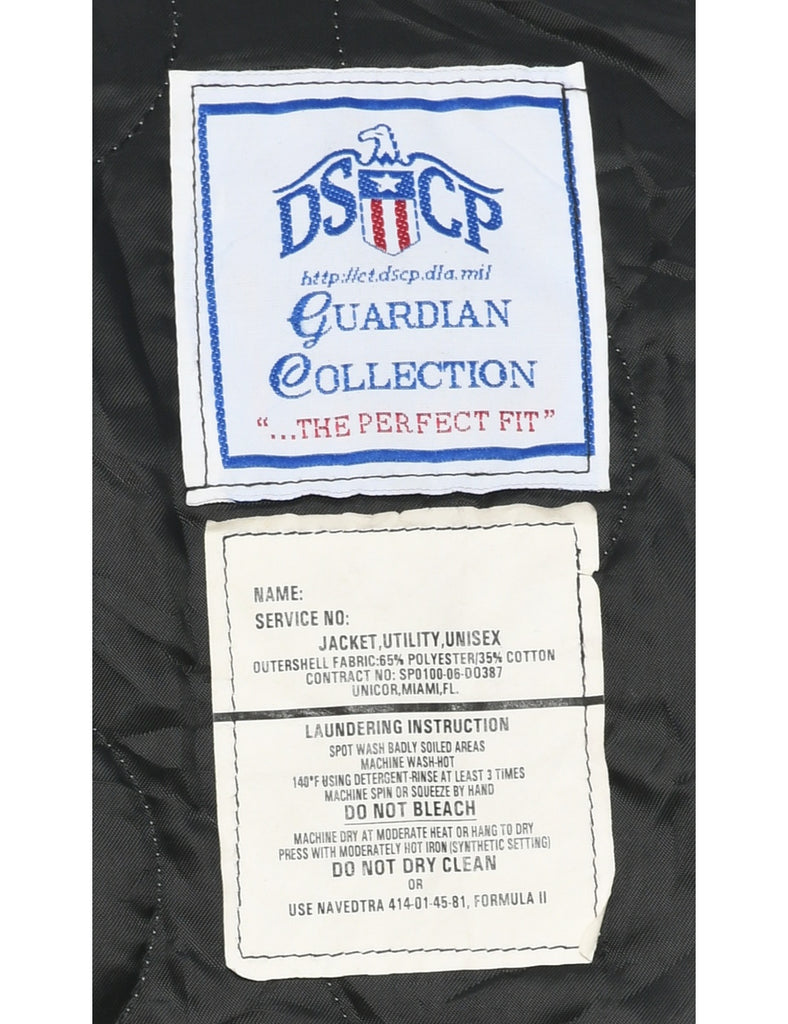 DSCP
http://ct.dscp.dla.mil
GUARDIAN
COLLECTION
"...THE PERFECT FIT"
NAME:
SERVICE NO:
JACKET,UTILITY,UNISEX
OUTERSHELL FABRIC:65% POLYESTER/35% COTTON
CONTRACT NO: SP0100-06-D0387
UNICOR,MIAMI,FL.
LAUNDERING INSTRUCTION
SPOT WASH BADLY SOILED AREAS
MACHINE WASH-HOT
140°F USING DETERGENT-RINSE AT LEAST 3 TIMES
MACHINE SPIN OR SQUEEZE BY HAND
DO NOT BLEACH
MACHINE DRY AT MODERATE HEAT OR HANG TO DRY
PRESS WITH MODERATELY HOT IRON (SYNTHETIC SETTING)
DO NOT DRY CLEAN
OR
USE NAVEDTRA 414-01-45-81, FORMULA II